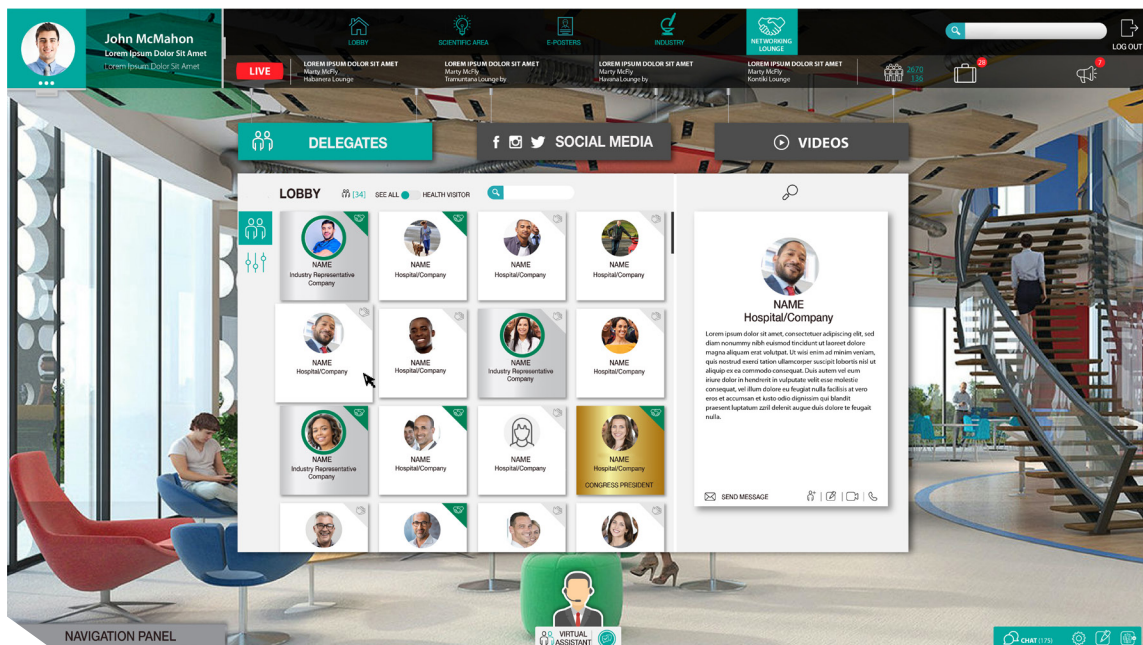 John McMahon
Lorem Ipsum Dolor Sit Amet
Lorem Ipsum Dolor Sit Amet
LOBBY
SCIENTIFIC AREA
E-POSTERS
INDUSTRY
NETWORKING
LOUNGE
LOG OUT
LIVE
LOREM IPSUM DOLOR SIT AMET
Marty McFly
Habanera Lounge
LOREM IPSUM DOLOR SIT AMET
Marty McFly
Tramuntana Lounge by
LOREM IPSUM DOLOR SIT AMET
Marty McFly
Havana Lounge by
LOREM IPSUM DOLOR SIT AMET
Marty McFly
Kontiki Lounge
2670
136
28
7
DELEGATES
SOCIAL MEDIA
VIDEOS
LOBBY
[34]
SEE ALL
HEALTH VISITOR
NAME
Industry Representative
Company
NAME
Hospital/Company
NAME
Hospital/Company
NAME
Hospital/Company
NAME
Hospital/Company
NAME
Hospital/Company
NAME
Industry Representative
Company
NAME
Hospital/Company
NAME
Industry Representative
Company
NAME
Hospital/Company
NAME
Hospital/Company
NAME
Hospital/Company
CONGRESS PRESIDENT
NAME
Hospital/Company
Lorem ipsum dolor sit amet, consectetuer adipiscing elit, sed
diam nonummy nibh euismod tincidunt ut laoreet dolore
magna aliquam erat volutpat. Ut wisi enim ad minim veniam,
quis nostrud exerci tation ullamcorper suscipit lobortis nisl ut
aliquip ex ea commodo consequat. Duis autem vel eum
iriure dolor in hendrerit in vulputate velit esse molestie
consequat, vel illum dolore eu feugiat nulla facilisis at vero
eros et accumsan et iusto odio dignissim qui blandit
praesent luptatum zzril delenit augue duis dolore te feugait
nulla.
SEND MESSAGE
NAVIGATION PANEL
VIRTUAL
ASSISTANT
CHAT (175)